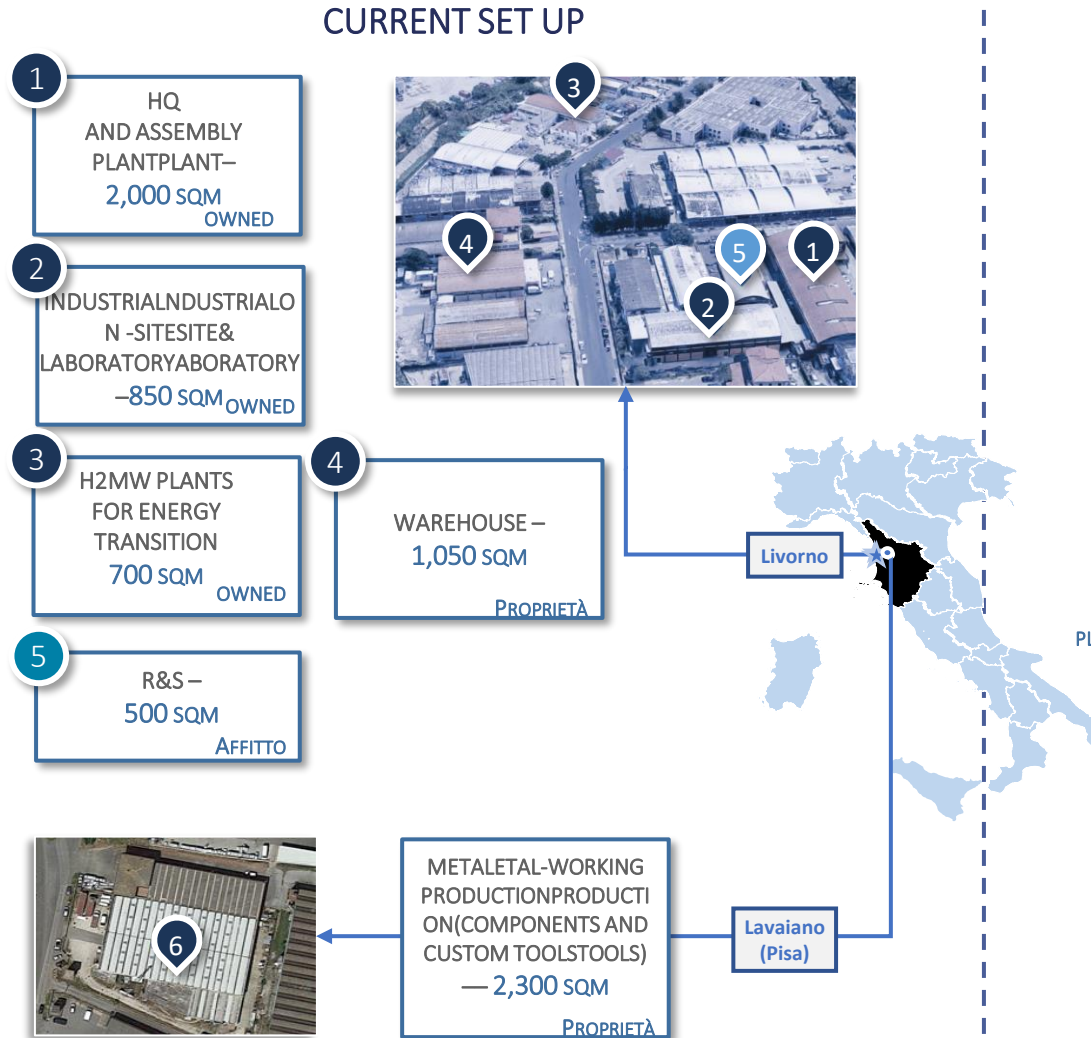 CURRENT SET UP
1
HQ
AND ASSEMBLY
PLANTPLANT–
2,000 SQM
OWNED
2
INDUSTRIALNDUSTRIALO
N -SITESITE&
LABORATORYABORATORY
–850 SQM OWNED
3
H2MW PLANTS
FOR ENERGY
TRANSITION
700 SQM
OWNED
4
WAREHOUSE –
1,050 SQM
PROPRIETÀ
5
R&S –
500 SQM
AFFITTO
3
4
5
1
2
Livorno
PL
6
METALETAL-WORKING
PRODUCTIONPRODUCTI
ON(COMPONENTS AND
CUSTOM TOOLSTOOLS)
— 2,300 SQM
PROPRIETÀ
Lavaiano
(Pisa)